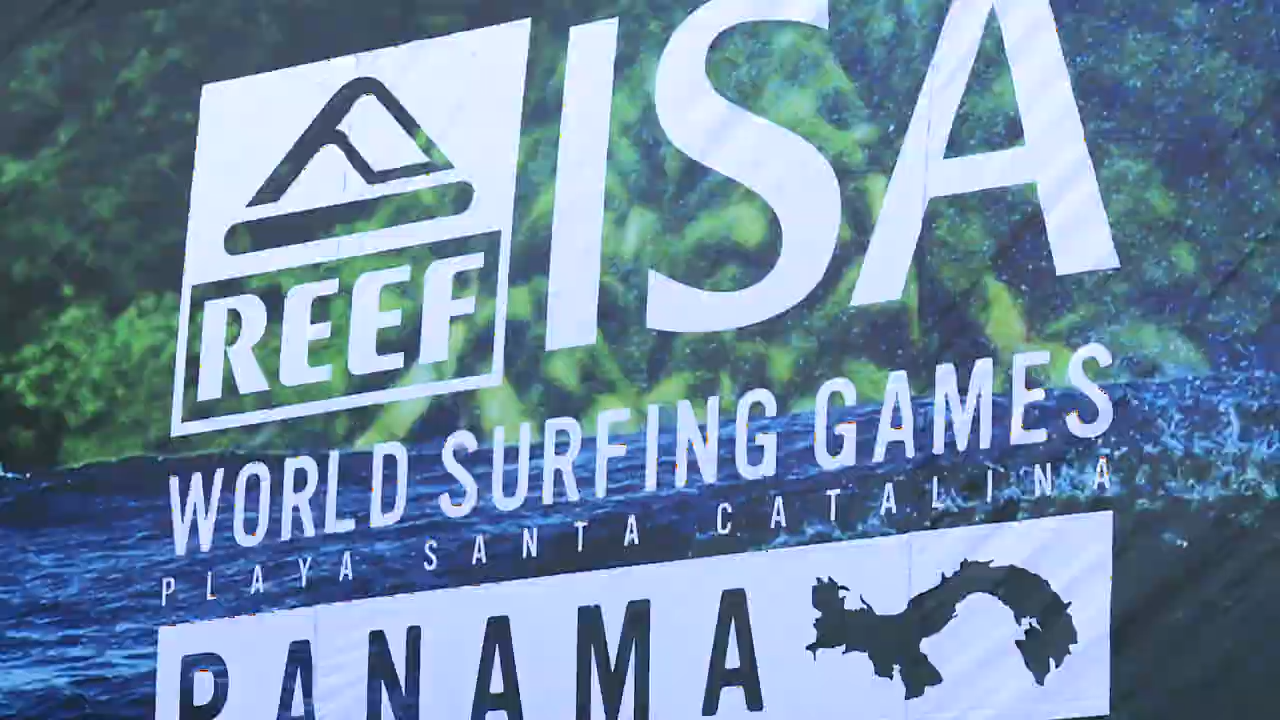 REEF
ISA
WORLD SURFING GAMES
PLAYA SANTA CATALINA
PANAMA